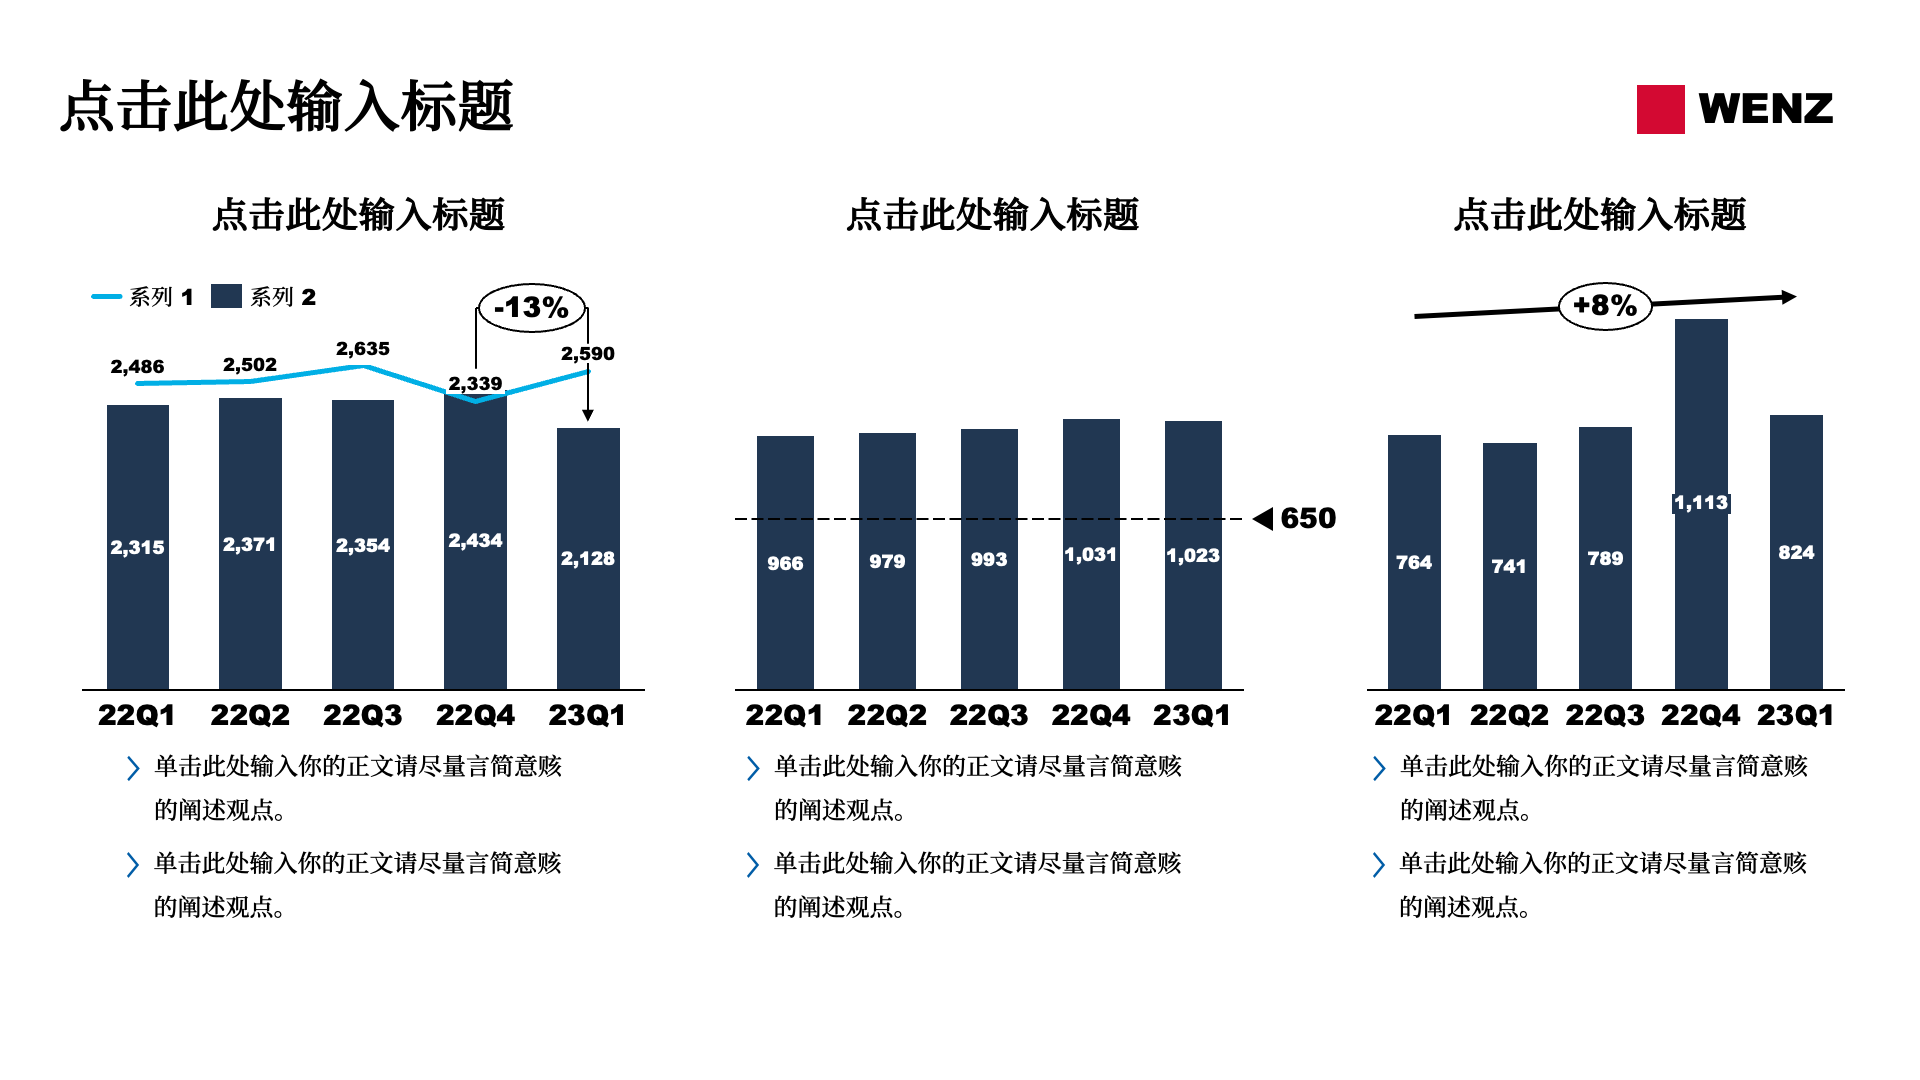 点击此处输入标题
WENZ
点击此处输入标题
点击此处输入标题
点击此处输入标题
系列 1
系列 2
-13%
2,486
2,502
2,635
2,339
2,590
2,315
2,371
2,354
2,434
2,128
22Q1
22Q2
22Q3
22Q4
23Q1
650
966
979
993
1,031
1,023
22Q1
22Q2
22Q3
22Q4
23Q1
+8%
764
741
789
1,113
824
22Q1
22Q2
22Q3
22Q4
23Q1
单击此处输入你的正文请尽量言简意赅
的阐述观点。
单击此处输入你的正文请尽量言简意赅
的阐述观点。
单击此处输入你的正文请尽量言简意赅
的阐述观点。
单击此处输入你的正文请尽量言简意赅
的阐述观点。
单击此处输入你的正文请尽量言简意赅
的阐述观点。
单击此处输入你的正文请尽量言简意赅
的阐述观点。